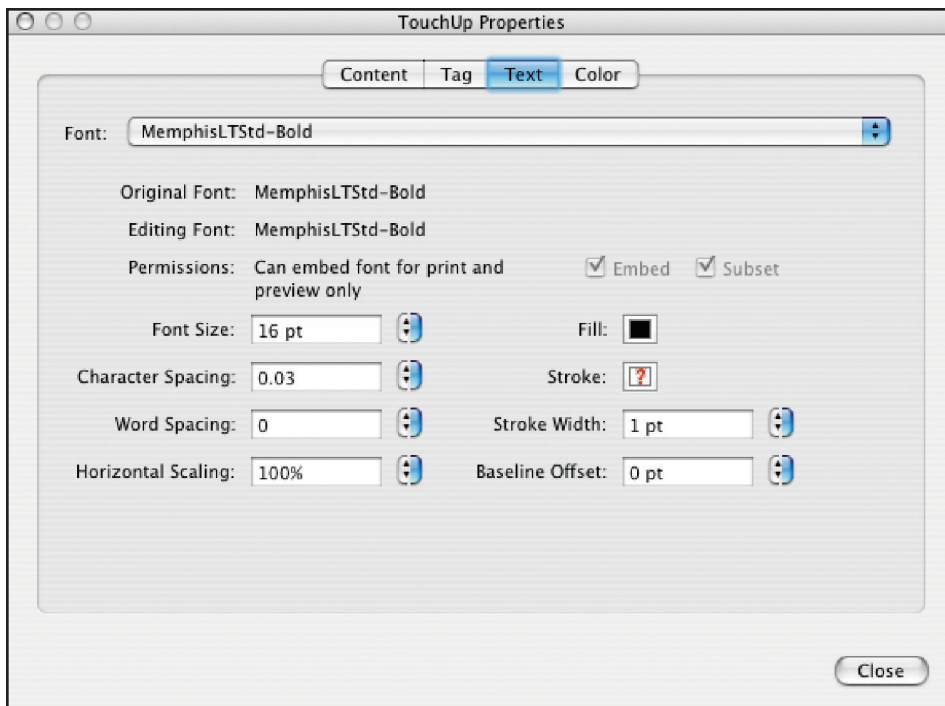 TouchUp Properties
Content Tag Text Color
Font: MemphisLTStd-Bold
Original Font: MemphisLTStd-Bold
Editing Font: MemphisLTStd-Bold
Permissions: Can embed font for print and Embed Subset
preview only
Font Size: 16 pt Fill:
Character Spacing: 0.03 Stroke: ?
Word Spacing: 0 Stroke Width: 1 pt
Horizontal Scaling: 100% Baseline Offset: 0 pt
Close